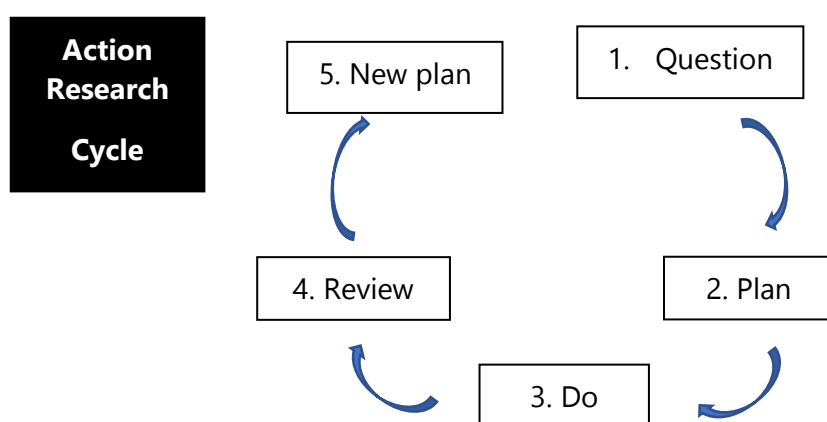 Action
Research
Cycle
1. Question
2. Plan
3. Do
4. Review
5. New plan